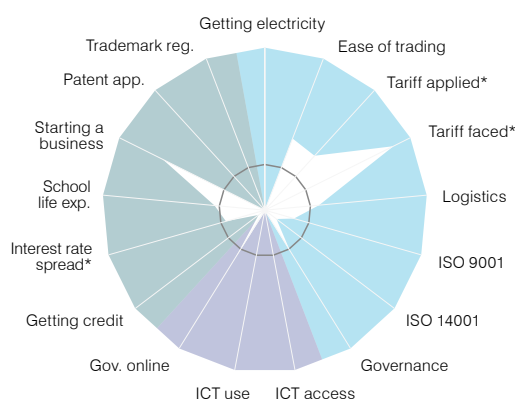 Getting electricity
Trademark reg.
Ease of trading
Patent app.
Tariff applied*
Starting a
business
Tariff faced*
School
life exp.
Logistics
Interest rate
spread*
ISO 9001
Getting credit
ISO 14001
Gov. online
Governance
ICT use
ICT access